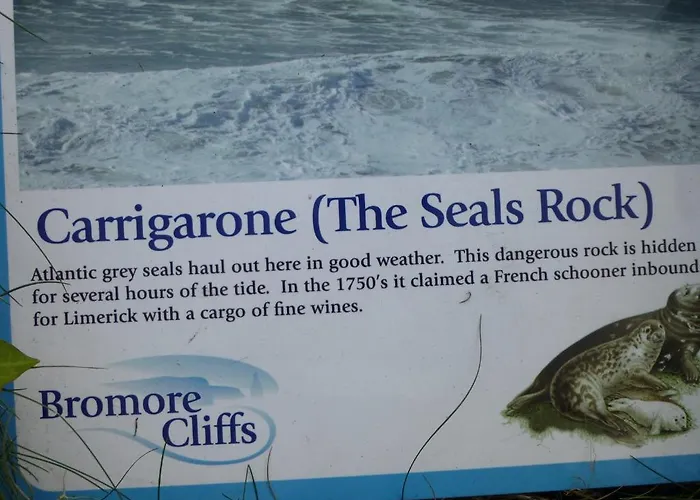 Carrigarone (The Seals Rock)
Atlantic grey seals haul out here in good weather. This dangerous rock is hidden
for several hours of the tide. In the 1750's it claimed a French schooner inbound
for Limerick with a cargo of fine wines.
Bromore
Cliffs